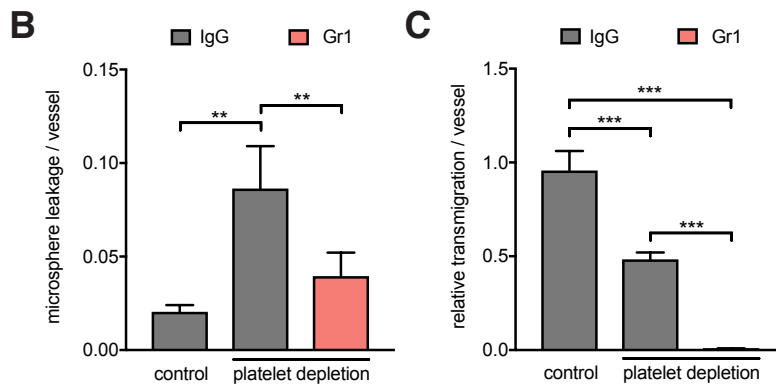 B
IgG
Gr1
microsphere leakage / vessel
0.15
0.10
0.05
0.00
**
**
control
platelet depletion
C
IgG
Gr1
relative transmigration / vessel
1.5
1.0
0.5
0.0
***
***
***
control
platelet depletion